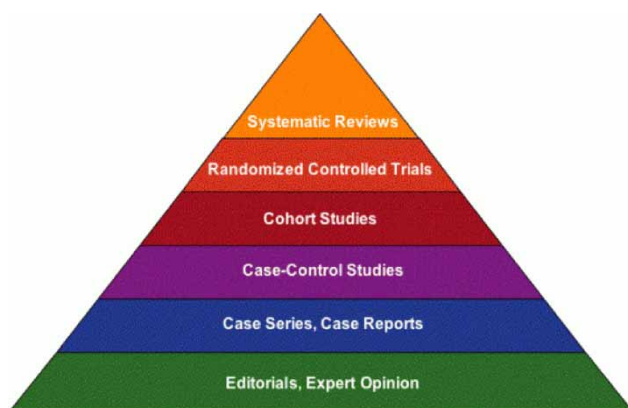 Systematic Reviews
Randomized Controlled Trials
Cohort Studies
Case-Control Studies
Case Series, Case Reports
Editorials, Expert Opinion